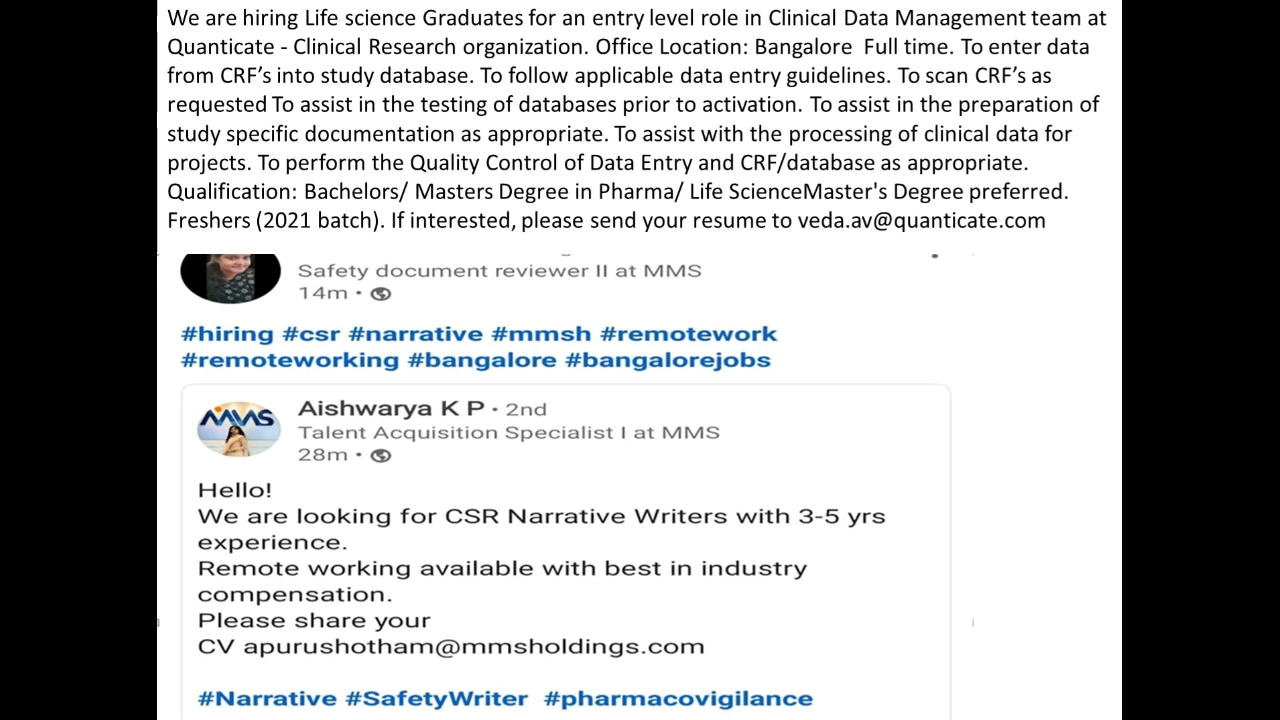 We are hiring Life science Graduates for an entry level role in Clinical Data Management team at
Quanticate - Clinical Research organization. Office Location: Bangalore  Full time. To enter data
from CRF’s into study database. To follow applicable data entry guidelines. To scan CRF’s as
requested To assist in the testing of databases prior to activation. To assist in the preparation of
study specific documentation as appropriate. To assist with the processing of clinical data for
projects. To perform the Quality Control of Data Entry and CRF/database as appropriate.
Qualification: Bachelors/ Masters Degree in Pharma/ Life ScienceMaster's Degree preferred.
Freshers (2021 batch). If interested, please send your resume to veda.av@quanticate.com
Safety document reviewer II at MMS
14m •
#hiring #csr #narrative #mmsh #remotework
#remoteworking #bangalore #bangalorejobs
MMS
Aishwarya K P • 2nd
Talent Acquisition Specialist I at MMS
28m •
Hello!
We are looking for CSR Narrative Writers with 3-5 yrs
experience.
Remote working available with best in industry
compensation.
Please share your
CV apurushotham@mmsholdings.com
#Narrative #SafetyWriter  #pharmacovigilance